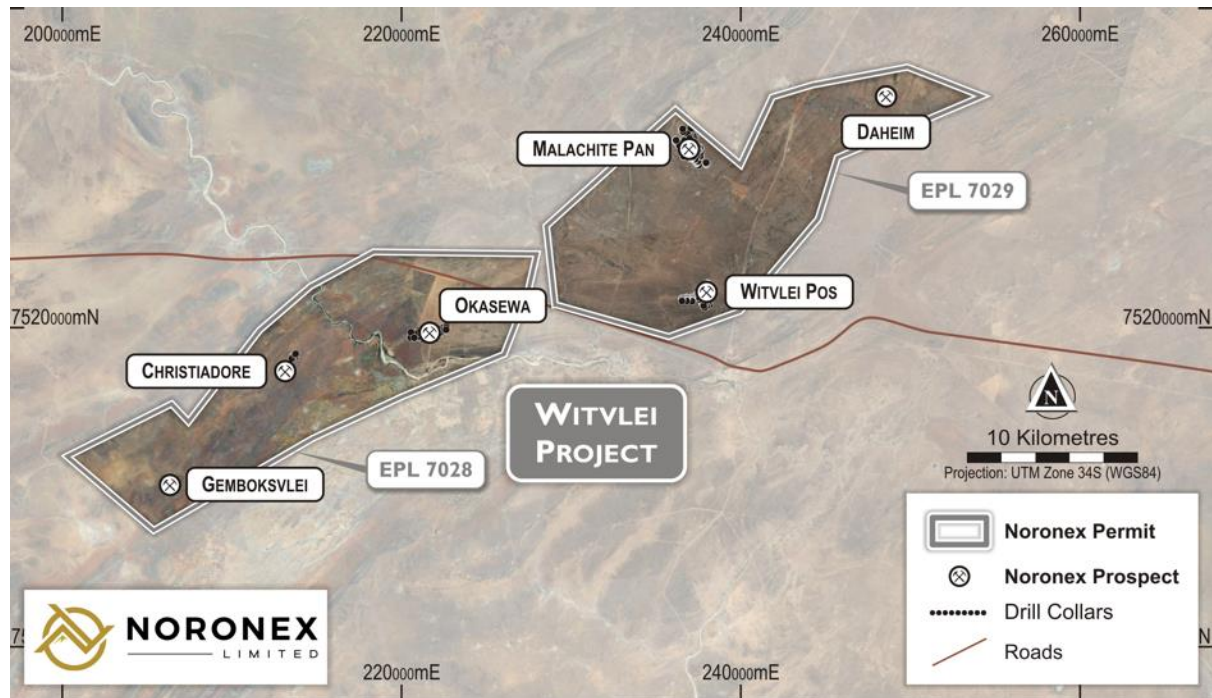 200000mE
220000mE
240000mE
260000mE
DAHEIM
MALACHITE PAN
EPL 7029
WITVLEI POS
OKASEWA
7520000mN
7520000mN
CHRISTIADORE
WITVLEI
PROJECT
N
10 Kilometres
Projection: UTM Zone 34S (WGS84)
EPL 7028
GEMBOKSVLEI
Noronex Permit
Noronex Prospect
Drill Collars
Roads
NORONEX
LIMITED
220000mE
240000mE